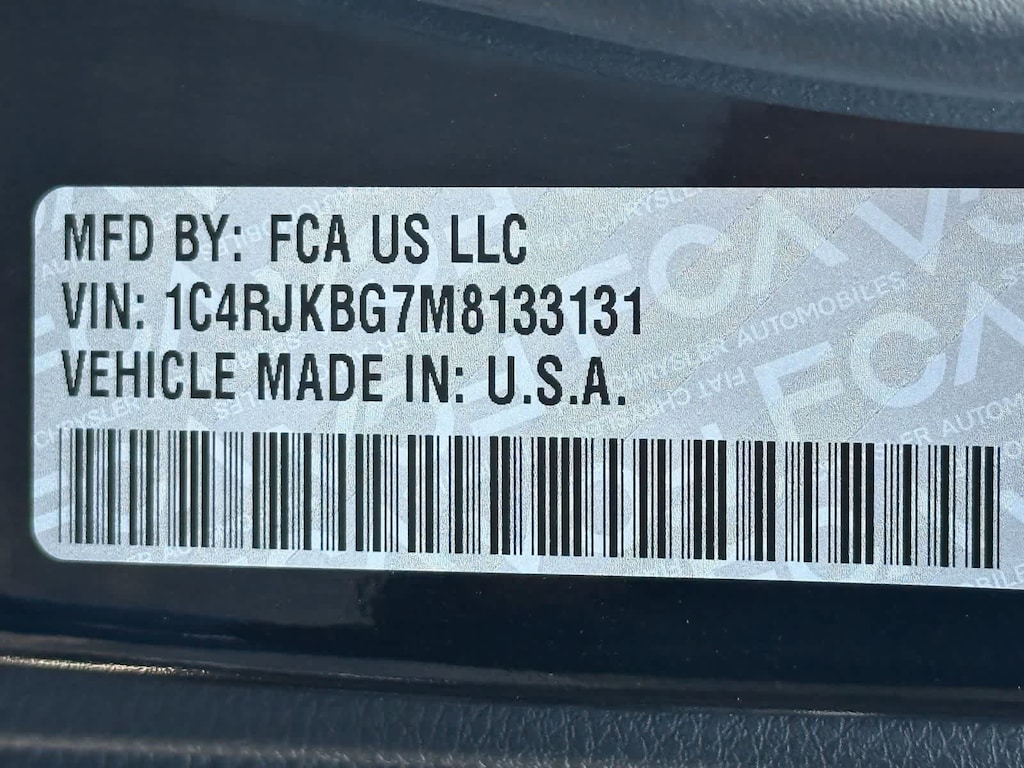 MFD BY: FCA US LLC
VIN: 1C4RJKBG7M8133131
VEHICLE MADE IN: U.S.A.